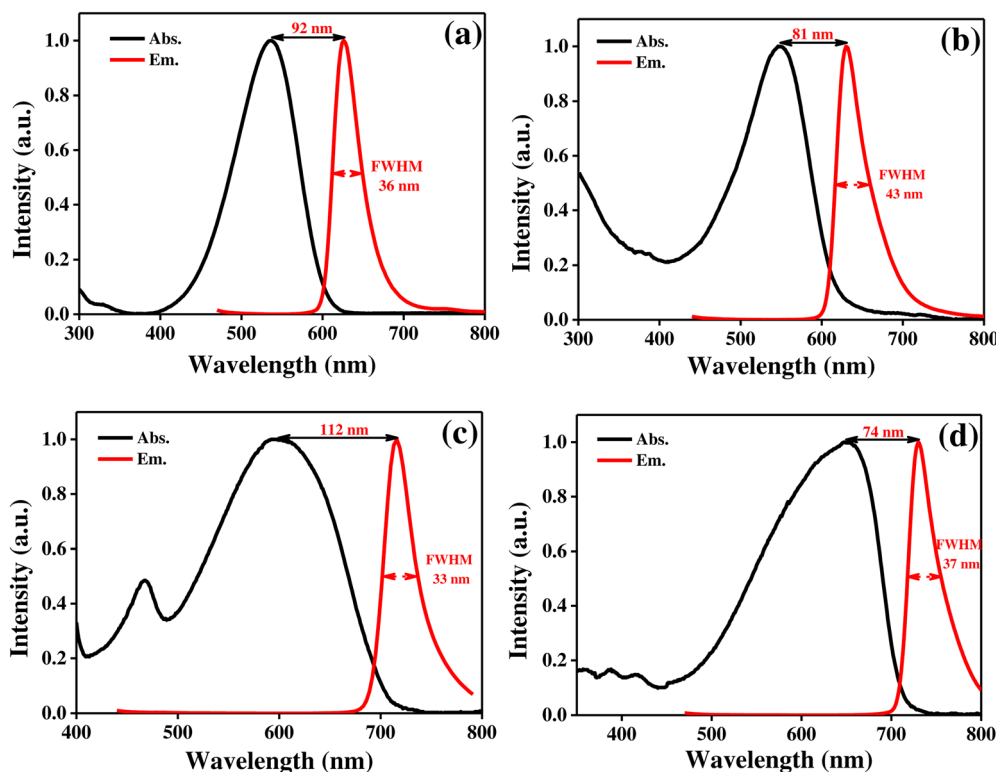 92 nm
(a)
Abs.
Em.
FWHM
36 nm
Intensity (a.u.)
1.0
0.8
0.6
0.4
0.2
0.0
300 400 500 600 700 800
Wavelength (nm)
81 nm
(b)
Abs.
Em.
FWHM
43 nm
Intensity (a.u.)
1.0
0.8
0.6
0.4
0.2
0.0
300 400 500 600 700 800
Wavelength (nm)
112 nm
(c)
Abs.
Em.
FWHM
33 nm
Intensity (a.u.)
1.0
0.8
0.6
0.4
0.2
0.0
400 500 600 700 800
Wavelength (nm)
74 nm
(d)
Abs.
Em.
FWHM
37 nm
Intensity (a.u.)
1.0
0.8
0.6
0.4
0.2
0.0
400 500 600 700 800
Wavelength (nm)